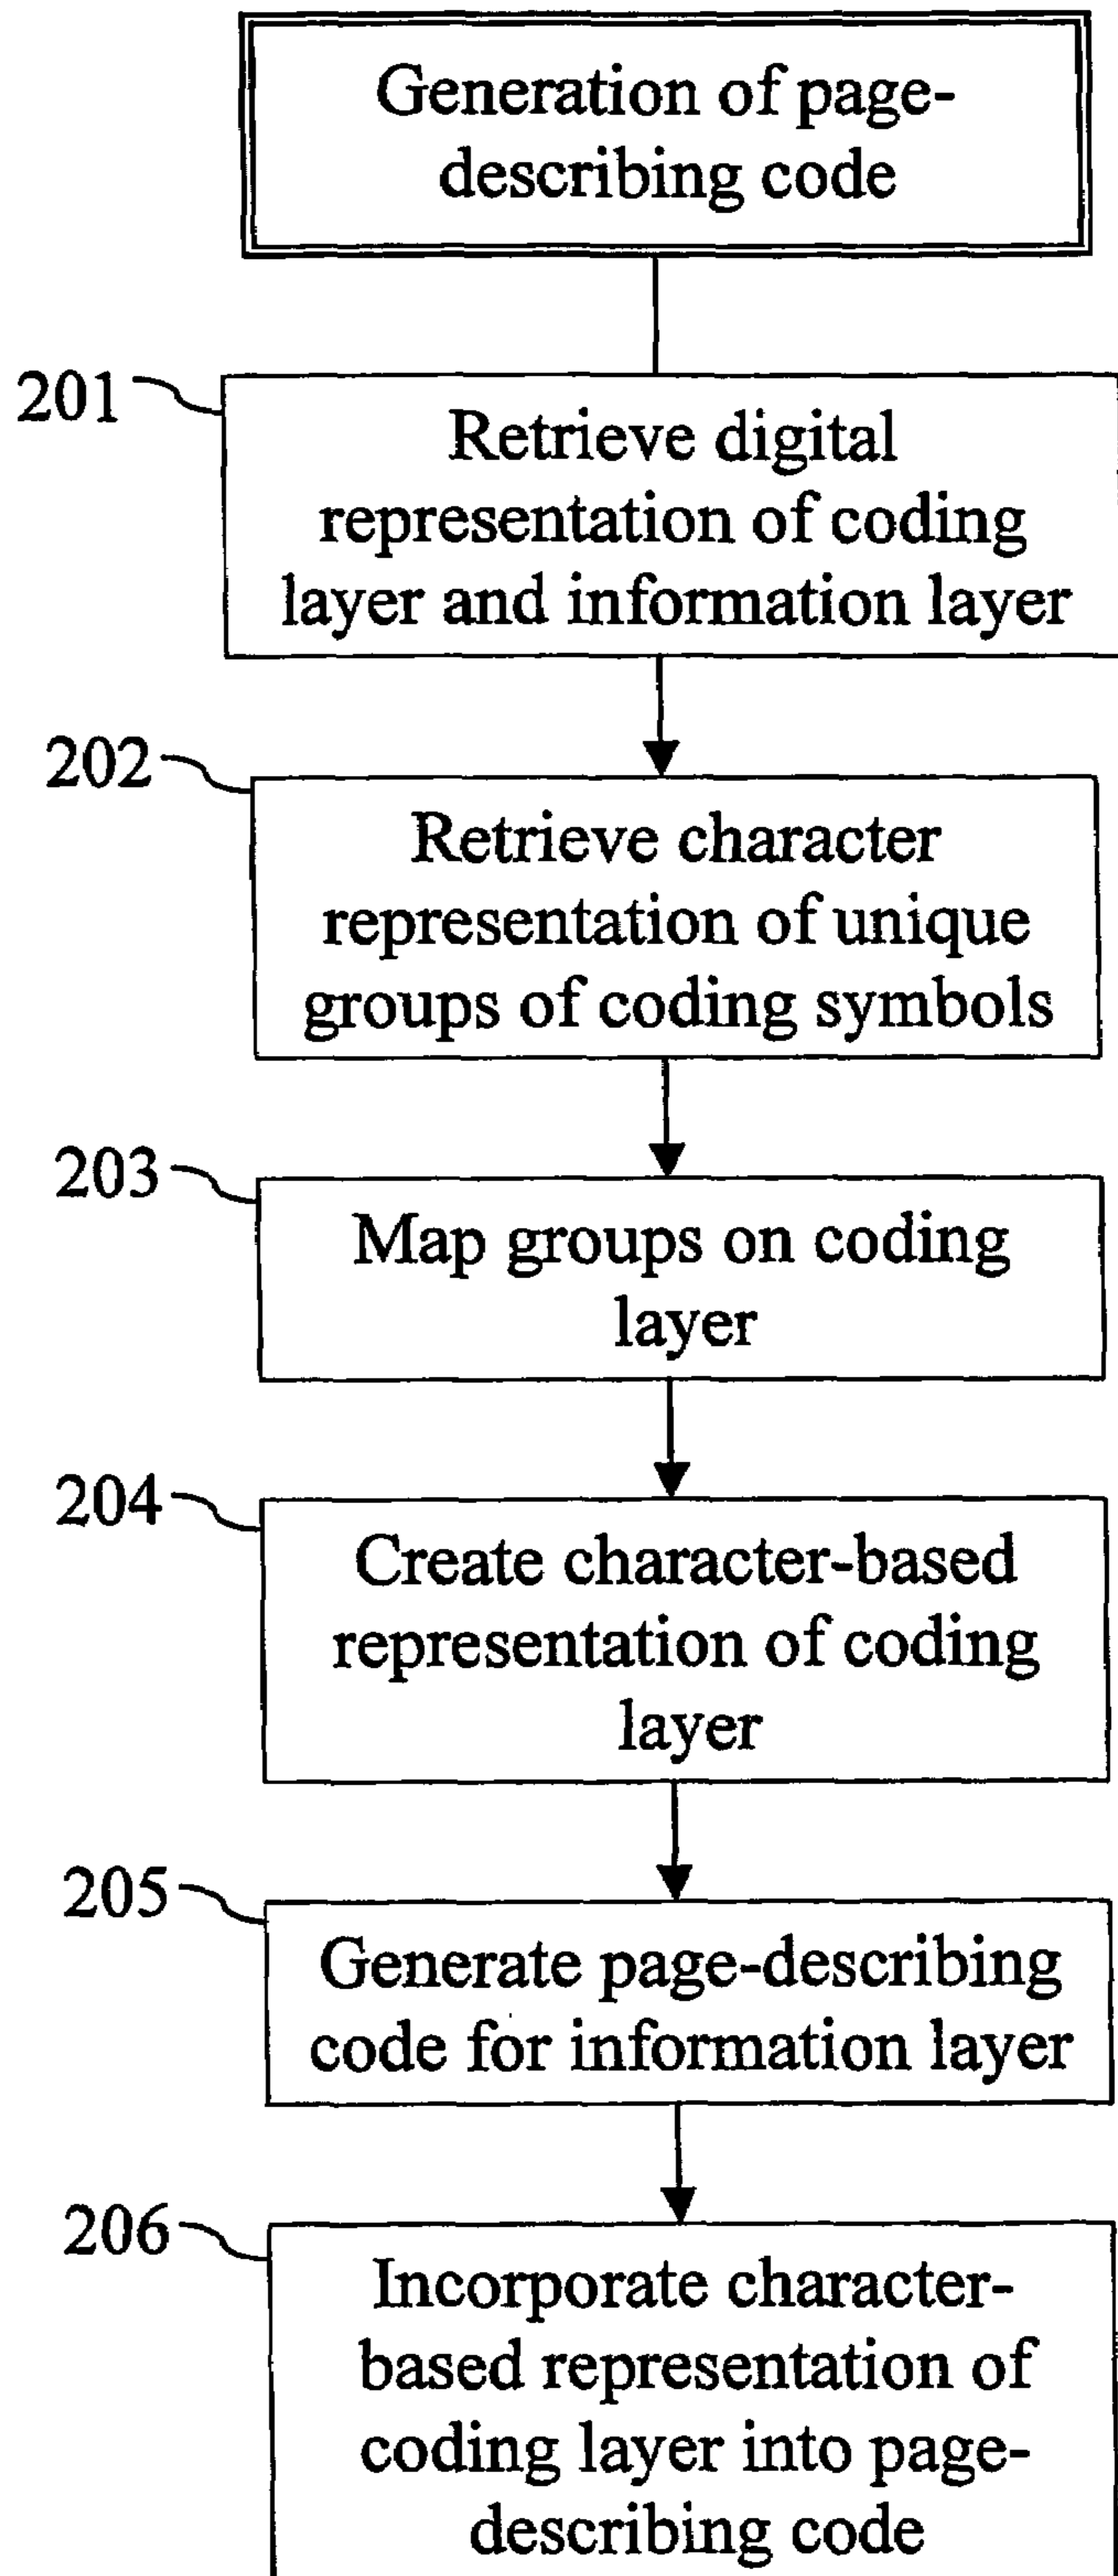 Generation of page-
describing code
201
Retrieve digital
representation of coding
layer and information layer
202
Retrieve character
representation of unique
groups of coding symbols
203
Map groups on coding
layer
204
Create character-based
representation of coding
layer
205
Generate page-describing
code for information layer
206
Incorporate character-
based representation of
coding layer into page-
describing code